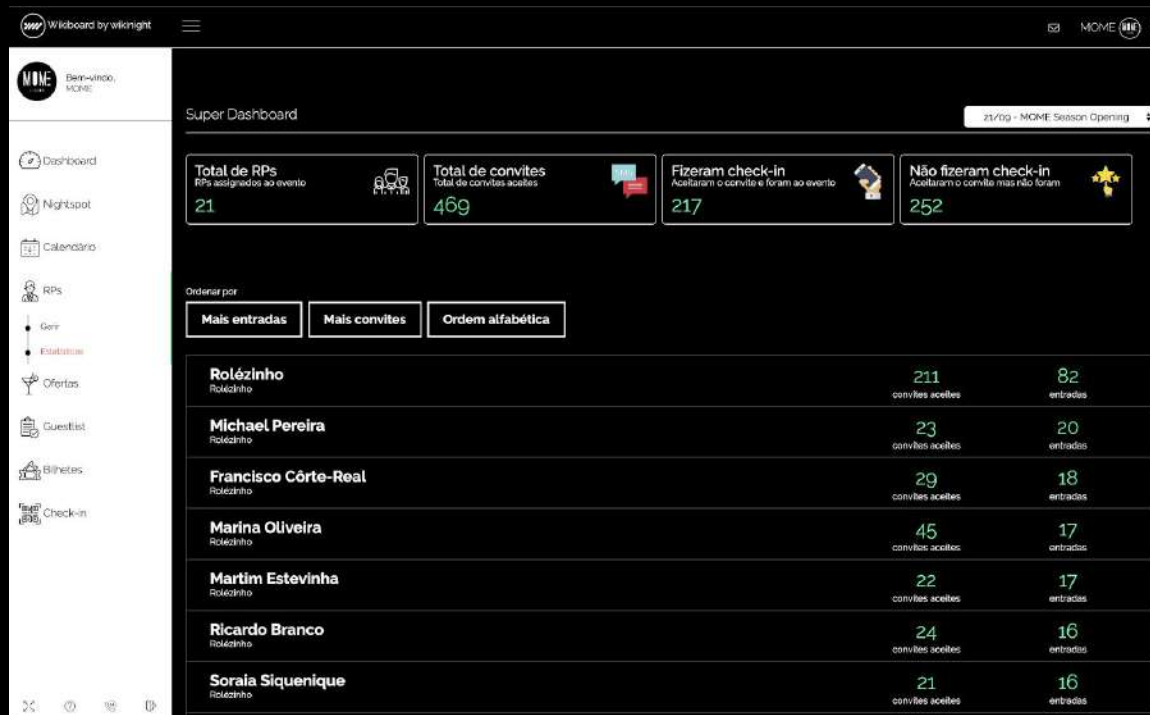 Wikiboard by wikinight
MOME
MOME
Bem-vindo,
MOME
Super Dashboard
21/09 - MOME Season Opening
Dashboard
Nightspot
Calendário
RPs
Gerir
Estatísticas
Ofertas
Guestlist
Bilhetes
Check-in
Total de RPs
RPs assignados ao evento
21
Total de convites
Total de convites aceites
469
Fizeram check-in
Aceitaram o convite e foram ao evento
217
Não fizeram check-in
Aceitaram o convite mas não foram
252
Ordenar por
Mais entradas
Mais convites
Ordem alfabética
Rolézinho
Rolézinho
211
convites aceites
82
entradas
Michael Pereira
Rolézinho
23
convites aceites
20
entradas
Francisco Côrte-Real
Rolézinho
29
convites aceites
18
entradas
Marina Oliveira
Rolézinho
45
convites aceites
17
entradas
Martim Estevinha
Rolézinho
22
convites aceites
17
entradas
Ricardo Branco
Rolézinho
24
convites aceites
16
entradas
Soraia Siquenique
Rolézinho
21
convites aceites
16
entradas